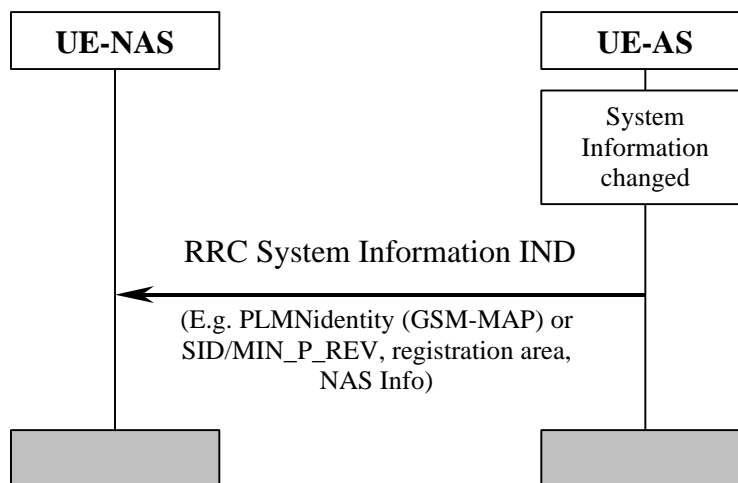 UE-NAS
UE-AS
System
Information
changed
RRC System Information IND
(E.g. PLMNidentity (GSM-MAP) or
SID/MIN_P_REV, registration area,
NAS Info)